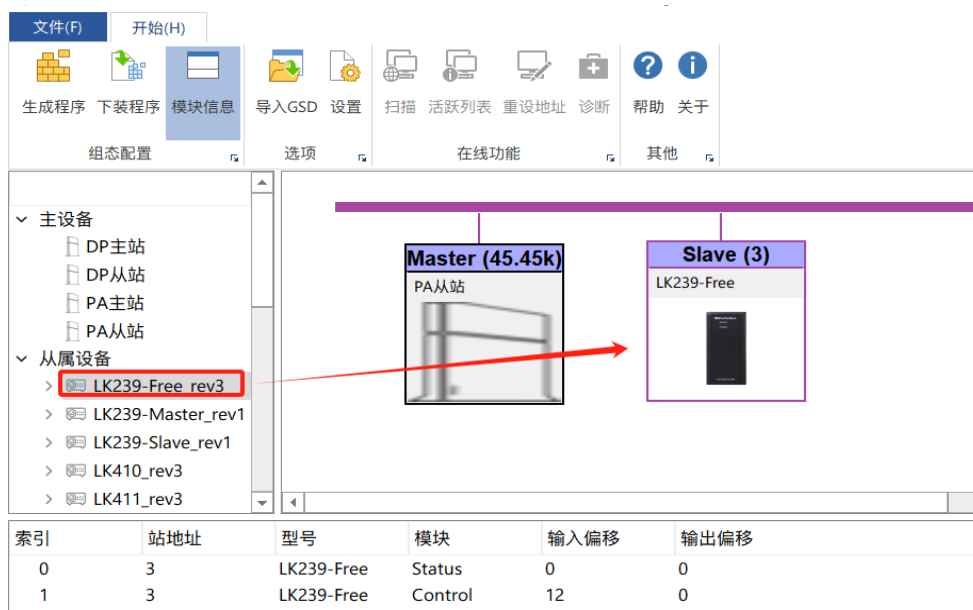 文件(F) 开始(H)
生成程序 下装程序 模块信息 导入GSD 设置 扫描 活跃列表 重设地址 诊断 帮助 关于
组态配置 选项 在线功能 其他
主设备
DP主站
DP从站
PA主站
PA从站
从属设备
LK239-Free_rev3
LK239-Master_rev1
LK239-Slave_rev1
LK410_rev3
LK411_rev3
Master (45.45k)
PA从站
Slave (3)
LK239-Free
索引 站地址 型号 模块 输入偏移 输出偏移
0 3 LK239-Free Status 0 0
1 3 LK239-Free Control 12 0